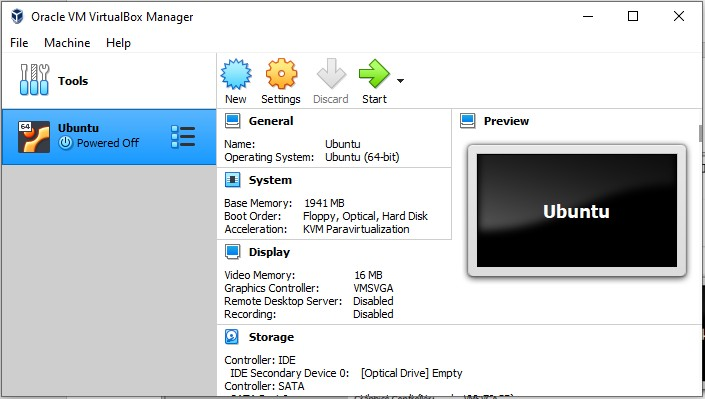 Oracle VM VirtualBox Manager
File Machine Help
Tools
New Settings Discard Start
64
Ubuntu
Powered Off
General
Name: Ubuntu
Operating System: Ubuntu (64-bit)
System
Base Memory: 1941 MB
Boot Order: Floppy, Optical, Hard Disk
Acceleration: KVM Paravirtualization
Display
Video Memory: 16 MB
Graphics Controller: VMSVGA
Remote Desktop Server: Disabled
Recording: Disabled
Storage
Controller: IDE
IDE Secondary Device 0: [Optical Drive] Empty
Controller: SATA
Preview
Ubuntu